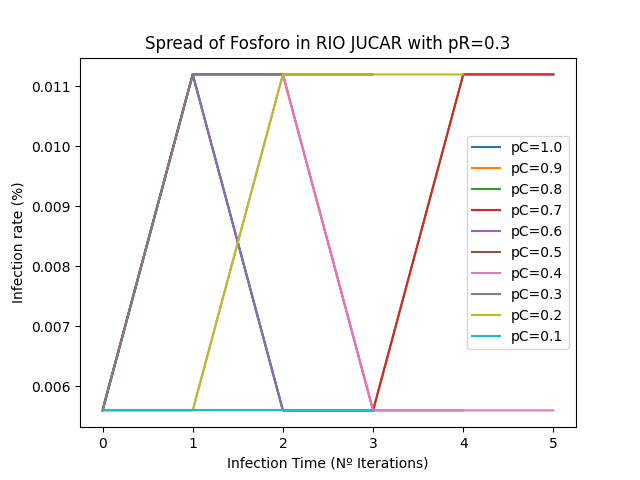 Spread of Fosforo in RIO JUCAR with pR=0.3
Infection rate (%)
0.011
0.010
0.009
0.008
0.007
0.006
pC=1.0
pC=0.9
pC=0.8
pC=0.7
pC=0.6
pC=0.5
pC=0.4
pC=0.3
pC=0.2
pC=0.1
0 1 2 3 4 5
Infection Time (Nº Iterations)